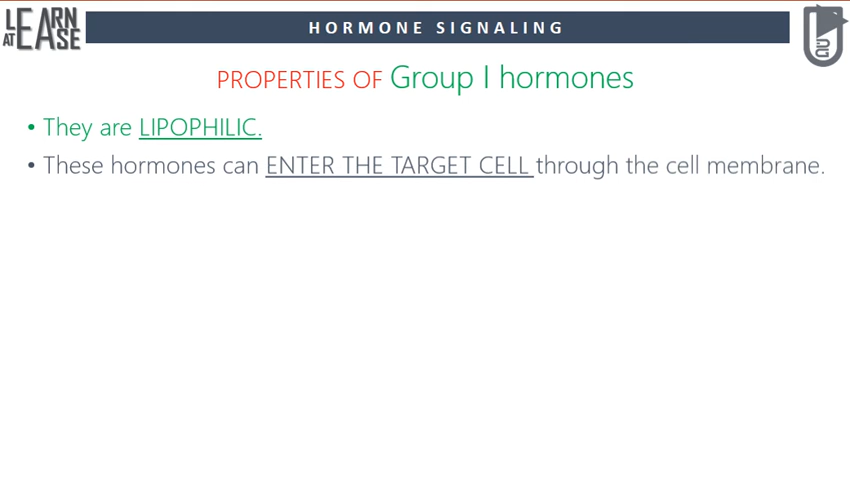 LEARN
AT EASE
HORMONE SIGNALING
PROPERTIES OF Group I hormones
• They are LIPOPHILIC.
• These hormones can ENTER THE TARGET CELL through the cell membrane.